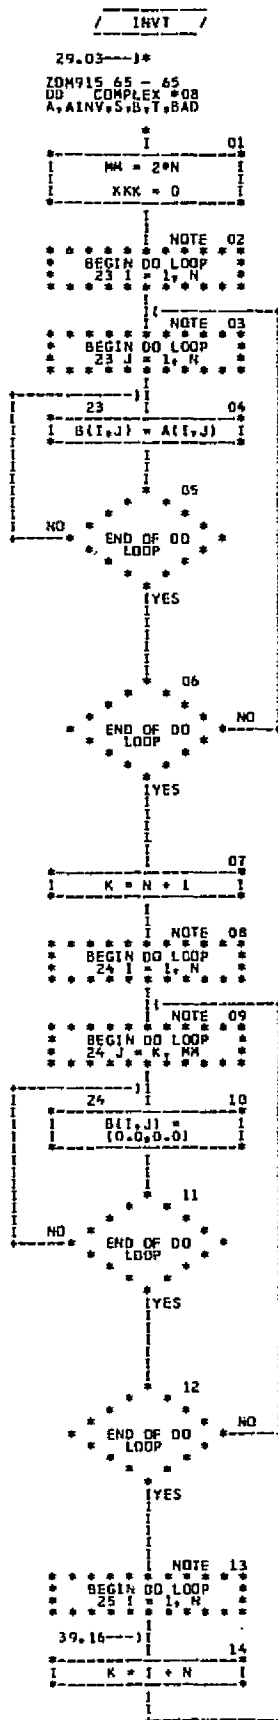 / INVT /
29.03--->*
ZDM915 65 - 65
DD COMPLEX *08
A,AINV,S,B,T,BAD
01
MM = 2*N
KKK = 0
NOTE 02
BEGIN DO LOOP
23 I = 1, N
NOTE 03
BEGIN DO LOOP
23 J = 1, N
23 04
B(I,J) = A(I,J)
05
NO
END OF DO
LOOP
YES
06
NO
END OF DO
LOOP
YES
07
K = N + 1
NOTE 08
BEGIN DO LOOP
24 I = 1, N
NOTE 09
BEGIN DO LOOP
24 J = K, MM
24 10
B(I,J) =
(0.0,0.0)
11
NO
END OF DO
LOOP
YES
12
NO
END OF DO
LOOP
YES
NOTE 13
BEGIN DO LOOP
25 I = 1, N
39.16--->
14
K = I + N